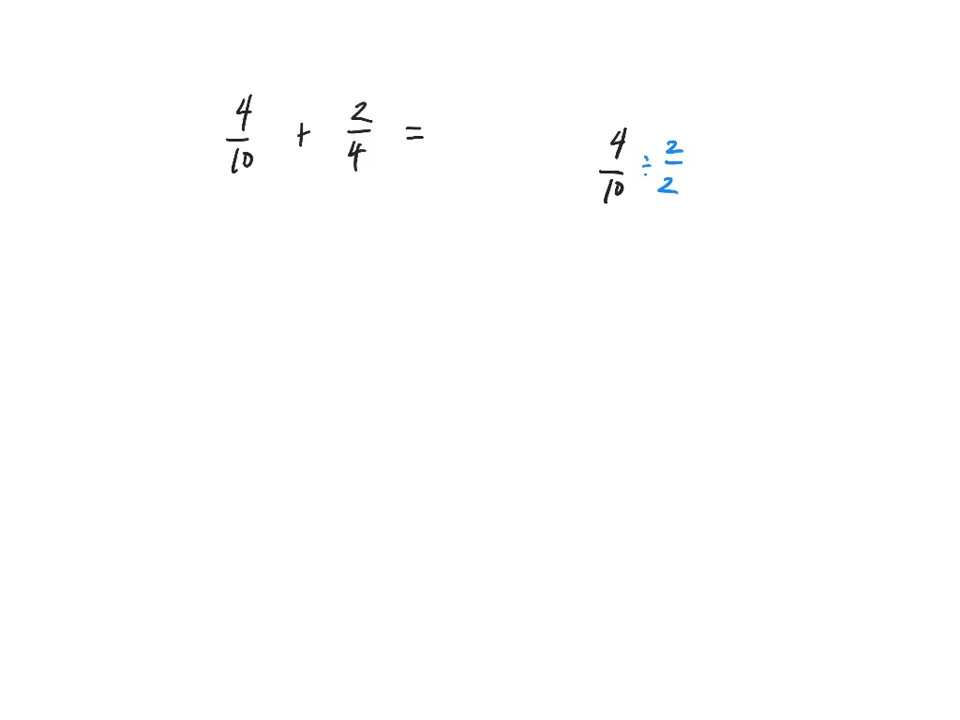 4/10 + 2/4 =
4/10 ÷ 2/2